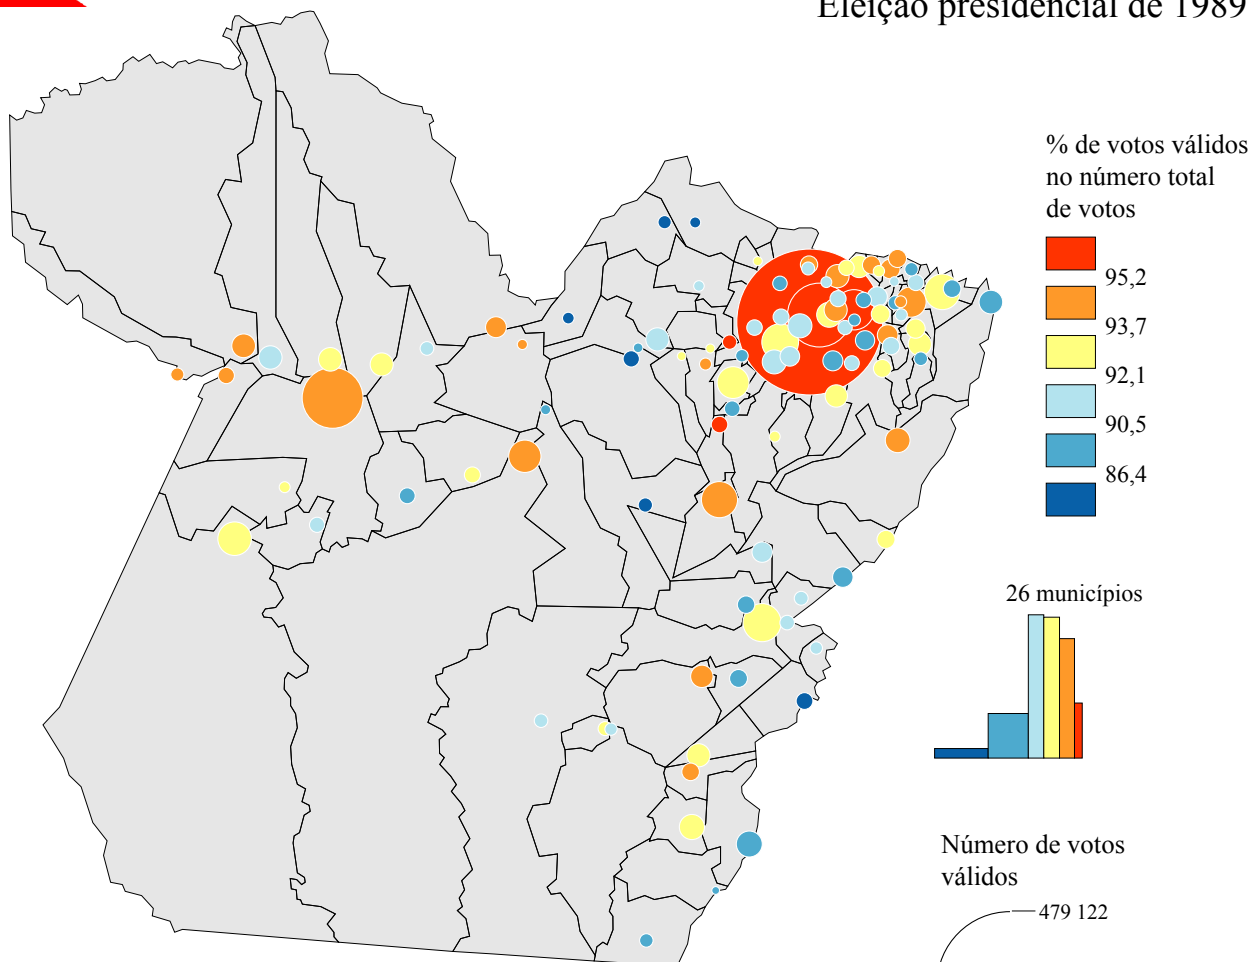 Eleição presidencial de 1989
% de votos válidos
no número total
de votos
95,2
93,7
92,1
90,5
86,4
26 municípios
Número de votos
válidos
479 122